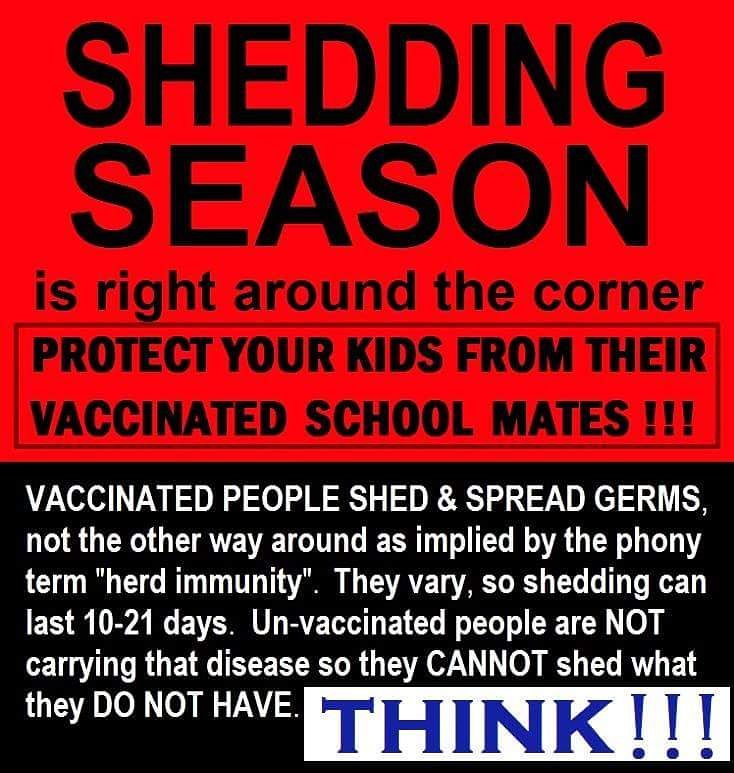 SHEDDING
SEASON
is right around the corner
PROTECT YOUR KIDS FROM THEIR
VACCINATED SCHOOL MATES !!!
VACCINATED PEOPLE SHED & SPREAD GERMS,
not the other way around as implied by the phony
term "herd immunity".  They vary, so shedding can
last 10-21 days.  Un-vaccinated people are NOT
carrying that disease so they CANNOT shed what
they DO NOT HAVE. THINK!!!